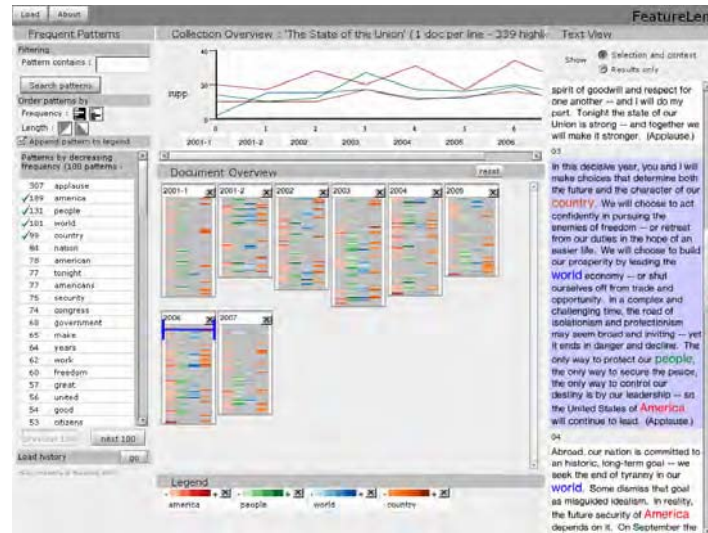 Load About
FeatureLen
Frequent Patterns
Filtering
Pattern contains :
Search patterns
Order patterns by
Frequency :
Length :
Append pattern to legend
Patterns by decreasing
frequency (100 patterns -
307 applause
189 america
131 people
101 world
99 country
84 nation
78 american
77 tonight
77 americans
75 security
74 congress
68 government
65 make
64 years
62 work
60 freedom
57 great
56 united
54 good
53 citizens
previous 100 next 100
Load history go
Collection Overview : 'The State of the Union' (1 doc per line - 339 highli
40
20
supp.
0
0 1 2 3 4 5 6
2001-1 2001-2 2002 2003 2004 2005 2006
Document Overview reset
2001-1 2001-2 2002 2003 2004 2005
2006 2007
Legend
- + - + - + - +
america people world country
Text View
Show Selection and context
Results only
spirit of goodwill and respect for
one another -- and I will do my
part. Tonight the state of our
Union is strong -- and together we
will make it stronger. (Applause.)
03
In this decisive year, you and I will
make choices that determine both
the future and the character of our
country. We will choose to act
confidently in pursuing the
enemies of freedom -- or retreat
from our duties in the hope of an
easier life. We will choose to build
our prosperity by leading the
world economy -- or shut
ourselves off from trade and
opportunity. In a complex and
challenging time, the road of
isolationism and protectionism
may seem broad and inviting -- yet
it ends in danger and decline. The
only way to protect our people,
the only way to secure the peace,
the only way to control our
destiny is by our leadership -- so
the United States of America
will continue to lead. (Applause.)
04
Abroad, our nation is committed to
an historic, long-term goal -- we
seek the end of tyranny in our
world. Some dismiss that goal
as misguided idealism. In reality,
the future security of America
depends on it. On September the